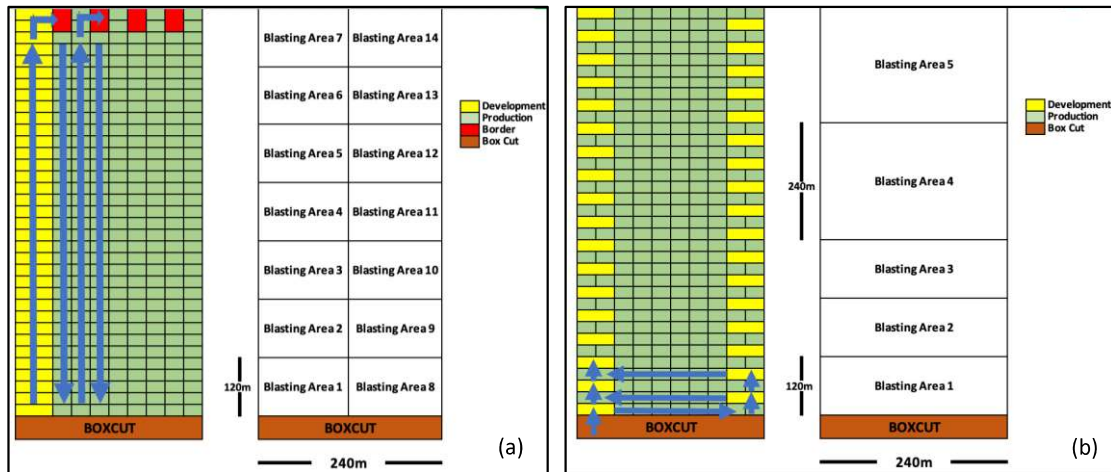 Blasting Area 7 Blasting Area 14
Blasting Area 6 Blasting Area 13
Blasting Area 5 Blasting Area 12
Blasting Area 4 Blasting Area 11
Blasting Area 3 Blasting Area 10
Blasting Area 2 Blasting Area 9
Blasting Area 1 Blasting Area 8
120m
BOXCUT
BOXCUT
240m
Development
Production
Border
Box Cut
(a)
Blasting Area 5
Blasting Area 4
Blasting Area 3
Blasting Area 2
Blasting Area 1
240m
120m
BOXCUT
BOXCUT
240m
Development
Production
Box Cut
(b)